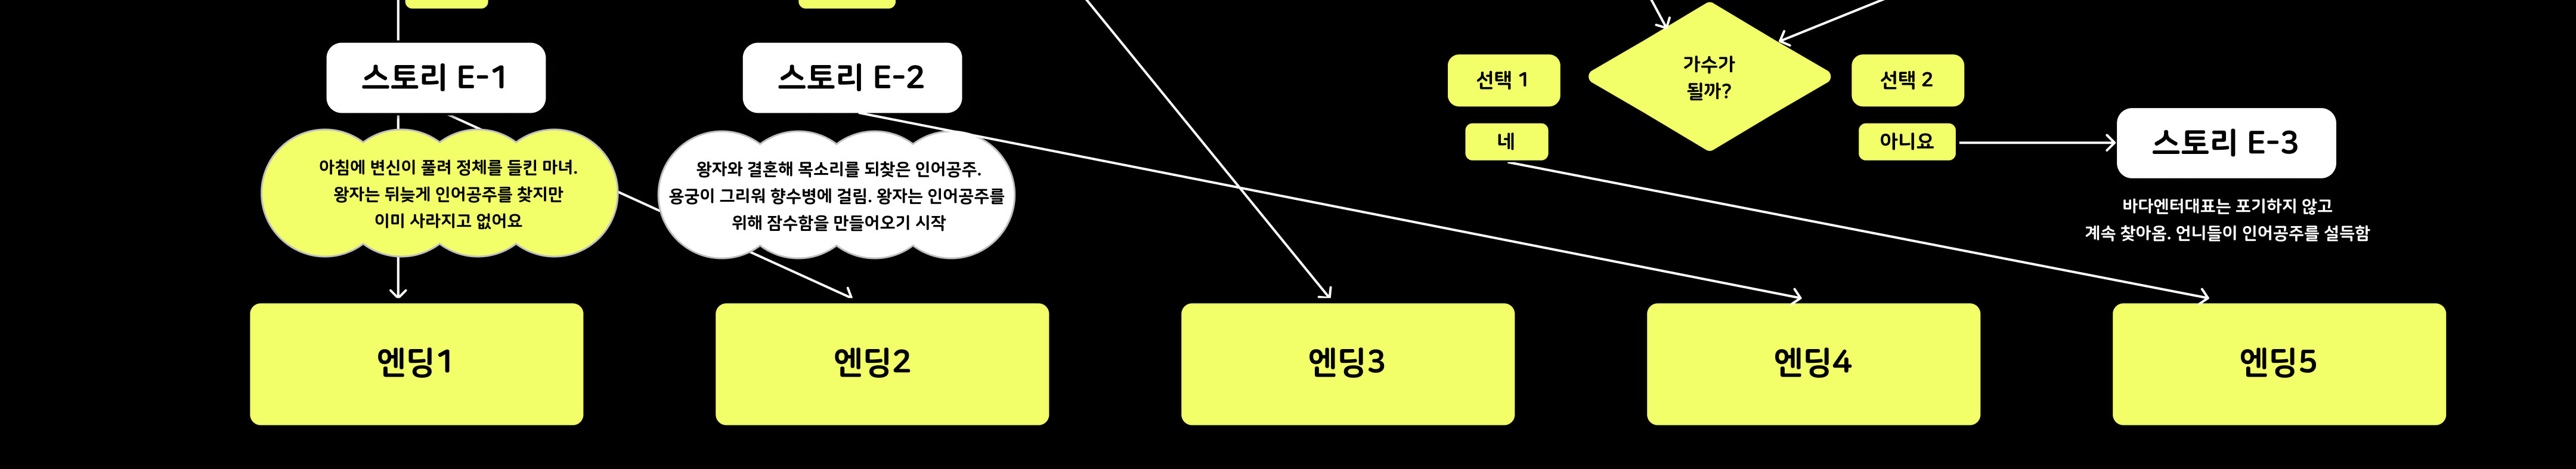 스토리 E-1
스토리 E-2
가수가
될까?
선택 1
선택 2
네
아니요
스토리 E-3
아침에 변신이 풀려 정체를 들킨 마녀.
왕자는 뒤늦게 인어공주를 찾지만
이미 사라지고 없어요
왕자와 결혼해 목소리를 되찾은 인어공주.
용궁이 그리워 향수병에 걸림. 왕자는 인어공주를
위해 잠수함을 만들어오기 시작
바다엔터대표는 포기하지 않고
계속 찾아옴. 언니들이 인어공주를 설득함
엔딩1
엔딩2
엔딩3
엔딩4
엔딩5